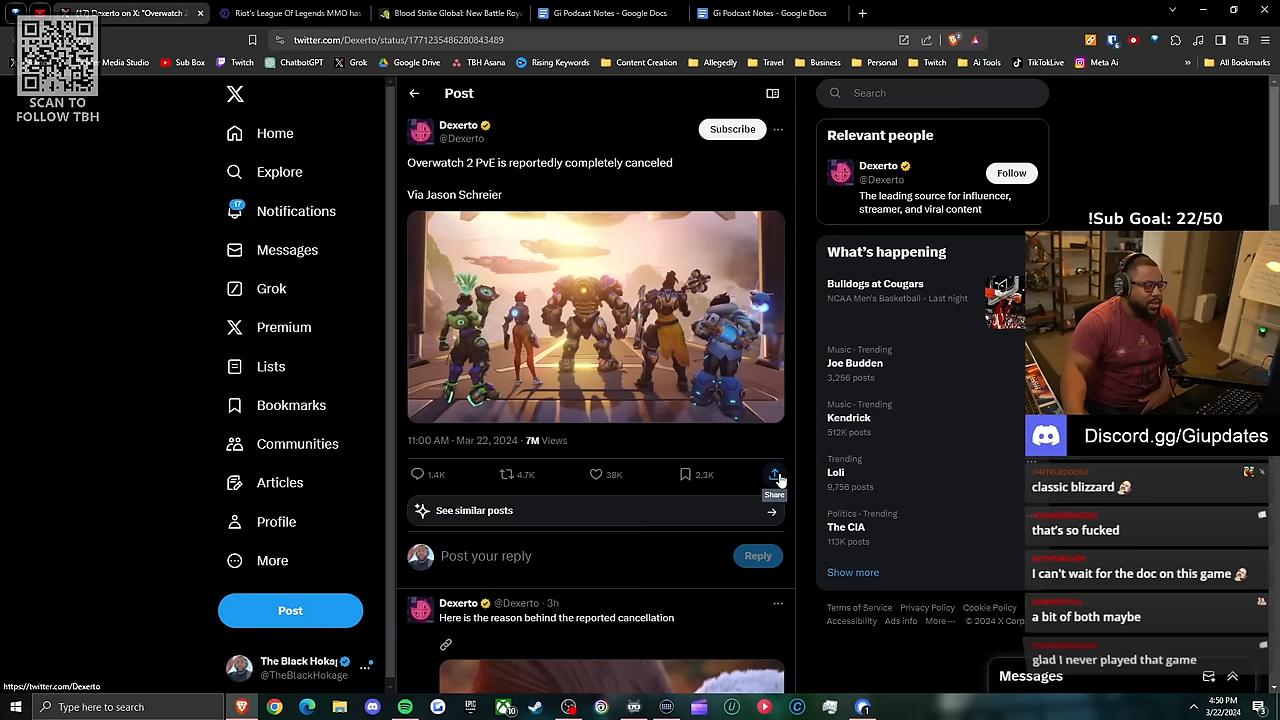 (17) Dexerto on X: "Overwatch 2
Riot's League Of Legends MMO has
Blood Strike Global: New Battle Roya
Gi Podcast Notes - Google Docs
Gi Podcast Notes - Google Docs
twitter.com/Dexerto/status/1771235486280843489
Media Studio
Sub Box
Twitch
ChatbotGPT
Grok
Google Drive
TBH Asana
Rising Keywords
Content Creation
Allegedly
Travel
Business
Personal
Twitch
Ai Tools
TikTokLive
Meta Ai
All Bookmarks
SCAN TO
FOLLOW TBH
Home
Explore
17
Notifications
Messages
Grok
Premium
Lists
Bookmarks
Communities
Articles
Profile
More
Post
The Black Hokag
@TheBlackHokage
https://twitter.com/Dexerto
Post
Dexerto
@Dexerto
Subscribe
Overwatch 2 PvE is reportedly completely canceled
Via Jason Schreier
11:00 AM · Mar 22, 2024 · 7M Views
1.4K
4.7K
38K
2.3K
Share
See similar posts
Post your reply
Reply
Dexerto @Dexerto · 3h
Here is the reason behind the reported cancellation
Search
Relevant people
Dexerto
@Dexerto
Follow
The leading source for influencer,
streamer, and viral content
What's happening
Bulldogs at Cougars
NCAA Men's Basketball · Last night
Music · Trending
Joe Budden
3,256 posts
Music · Trending
Kendrick
512K posts
Trending
Loli
9,756 posts
Politics · Trending
The CIA
113K posts
Show more
Terms of Service Privacy Policy Cookie Policy
Accessibility Ads info More ··· © 2024 X Corp
Messages
!Sub Goal: 22/50
Discord.gg/Giupdates
THETRUEDOONS
classic blizzard
that's so fucked
I can't wait for the doc on this game
a bit of both maybe
glad I never played that game
Type here to search
4:50 PM
3/22/2024